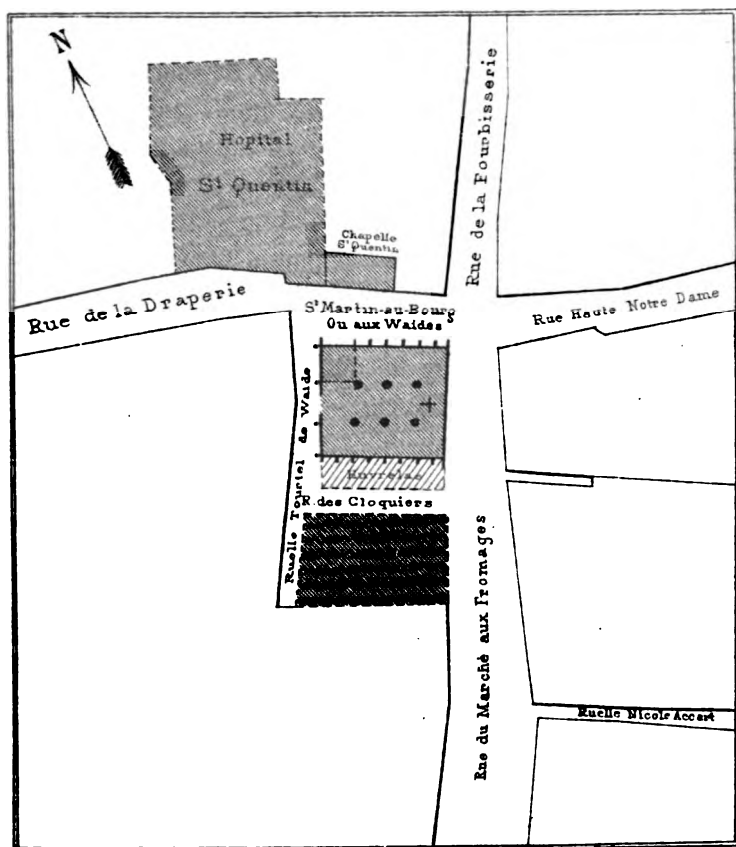 N
Hopital
St Quentin
Chapelle
St Quentin
Rue de la Fourbisserie
Rue de la Draperie
St Martin-au-Bourg
Ou aux Waides
Rue Haute Notre Dame
Ruelle Touriel de Waide
R. des Cloquiers
Rue du Marché aux Fromages
Ruelle Nicole Accart